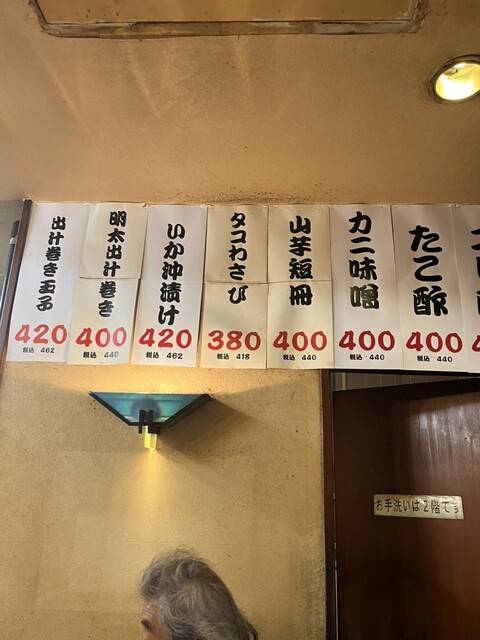 出汁巻き玉子
420
税込 462
明太出汁巻き
400
税込 440
いか沖漬け
420
税込 462
タコわさび
380
税込 418
山芋短冊
400
税込 440
カニ味噌
400
税込 440
たこ酢
400
税込 440
お手洗いは2階です